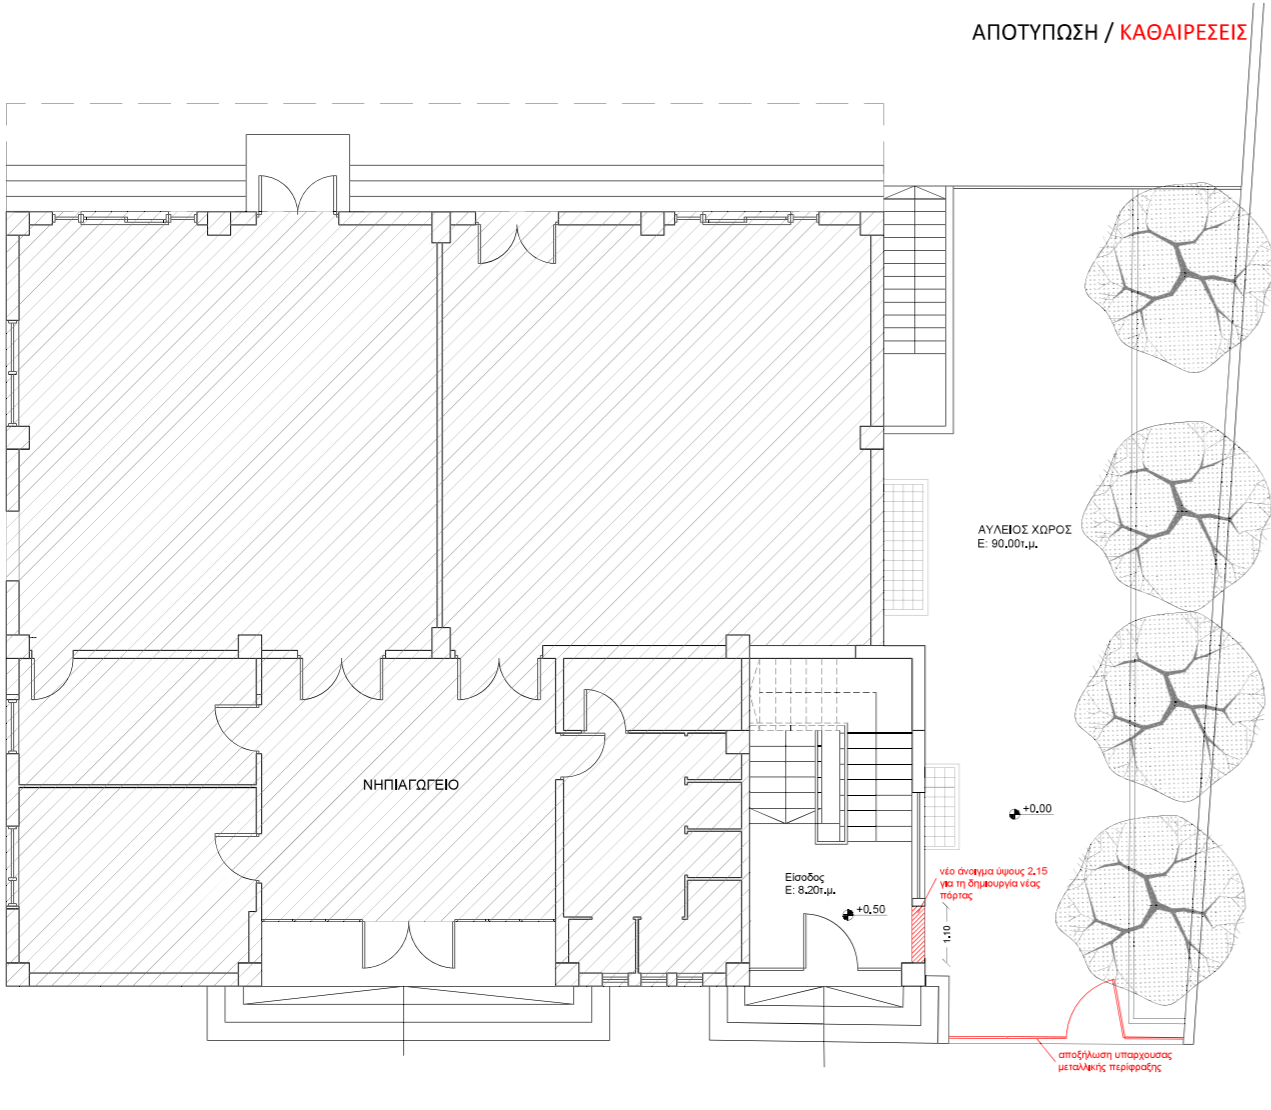 ΑΠΟΤΥΠΩΣΗ / ΚΑΘΑΙΡΕΣΕΙΣ
ΑΥΛΕΙΟΣ ΧΩΡΟΣ
Ε: 90.00τ.μ.
ΝΗΠΙΑΓΩΓΕΙΟ
+0.00
Είσοδος
Ε: 8.20τ.μ.
+0.50
νέο άνοιγμα ύψους 2.15
για τη δημιουργία νέας
πόρτας
1.10
αποξήλωση υπαρχουσας
μεταλλικής περίφραξης